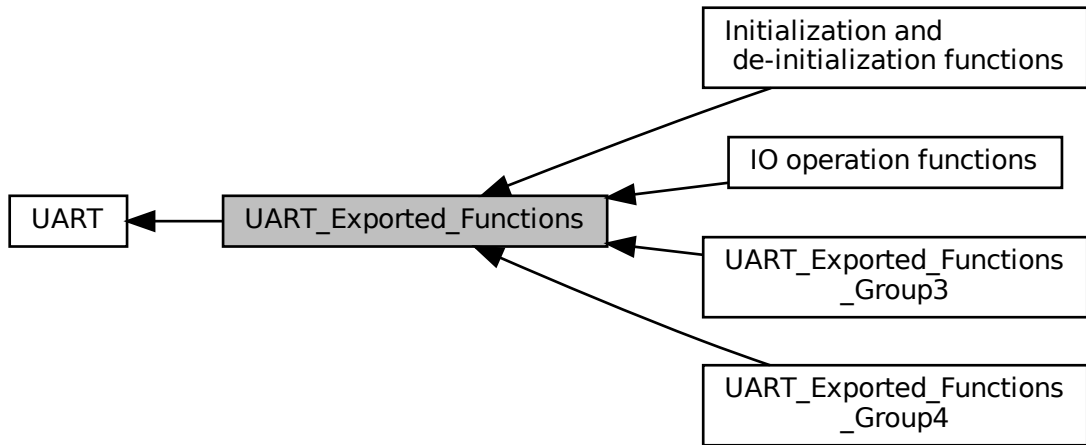 Initialization and
de-initialization functions
IO operation functions
UART
UART_Exported_Functions
UART_Exported_Functions
_Group3
UART_Exported_Functions
_Group4